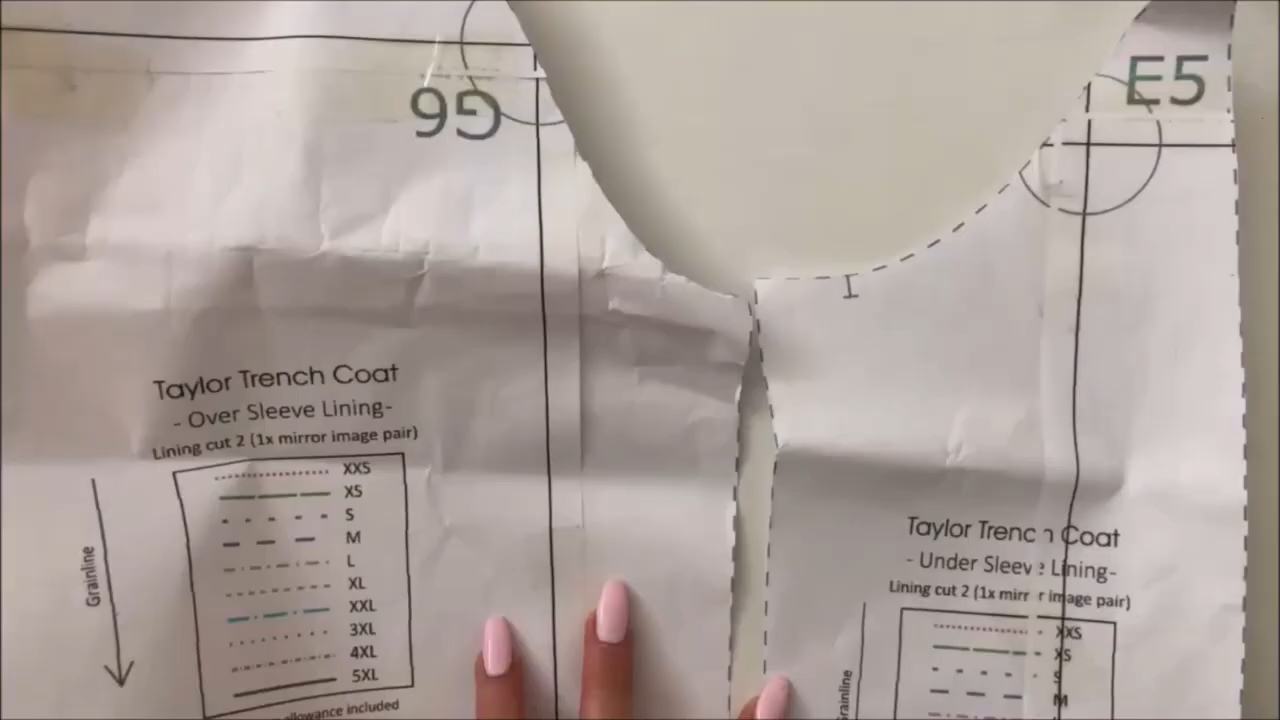 G6
E5
Taylor Trench Coat
- Over Sleeve Lining-
Lining cut 2 (1x mirror image pair)
XXS
XS
S
M
L
XL
XXL
3XL
4XL
5XL
allowance included
Grainline
Taylor Trench Coat
- Under Sleeve Lining-
Lining cut 2 (1x mirror image pair)
XXS
XS
S
M
Grainline